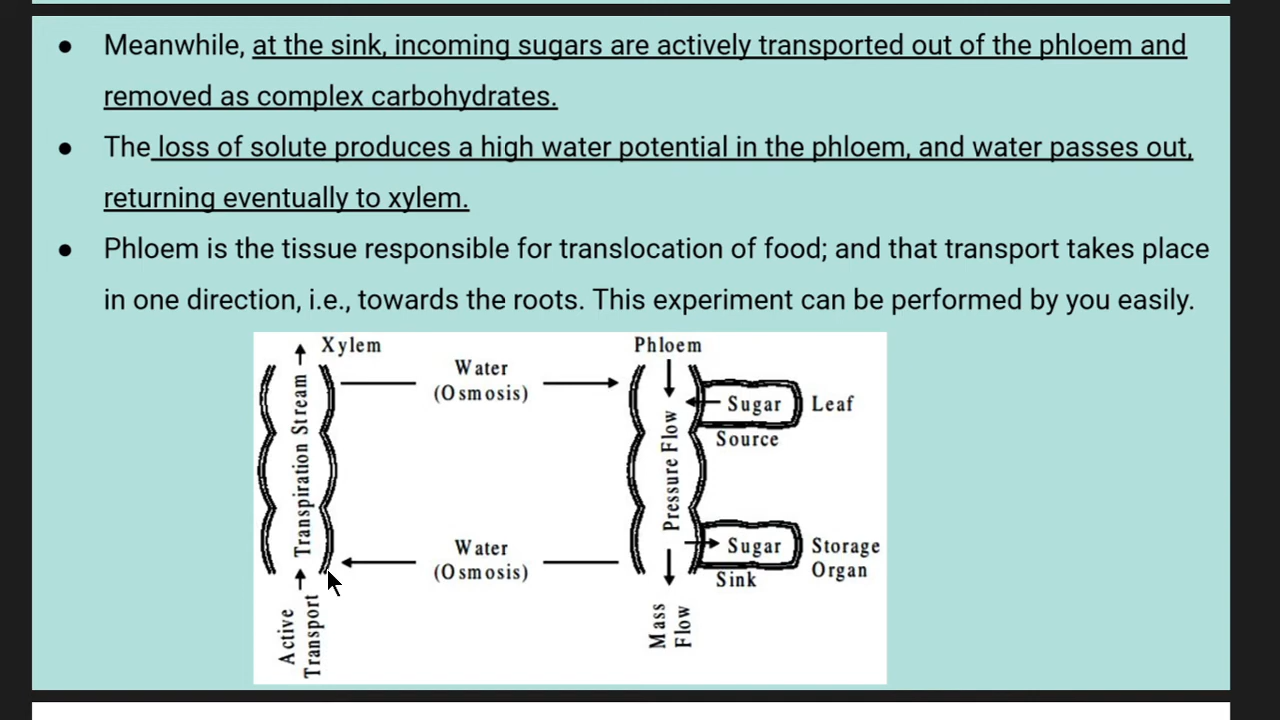 ● Meanwhile, at the sink, incoming sugars are actively transported out of the phloem and
removed as complex carbohydrates.
● The loss of solute produces a high water potential in the phloem, and water passes out,
returning eventually to xylem.
● Phloem is the tissue responsible for translocation of food; and that transport takes place
in one direction, i.e., towards the roots. This experiment can be performed by you easily.
Xylem
Phloem
Water
(Osmosis)
Transpiration Stream
Pressure Flow
Sugar
Leaf
Source
Water
(Osmosis)
Sugar
Storage
Organ
Sink
Active
Transport
Mass
Flow